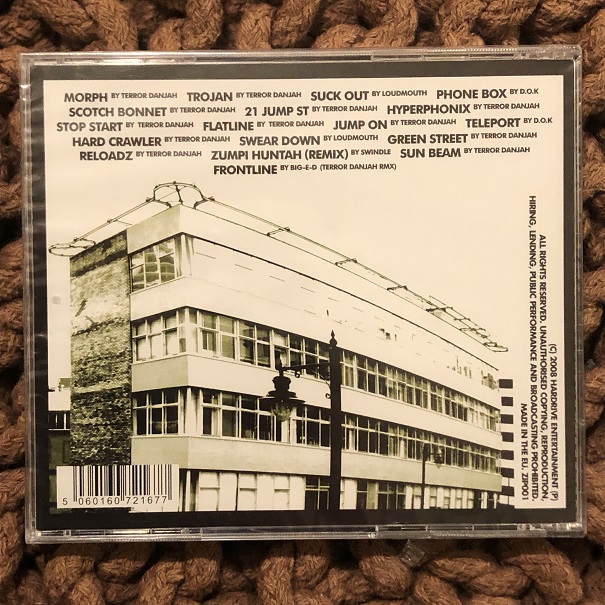 MORPH BY TERROR DANJAH TROJAN BY TERROR DANJAH SUCK OUT BY LOUDMOUTH PHONE BOX BY D.O.K
SCOTCH BONNET BY TERROR DANJAH 21 JUMP ST BY TERROR DANJAH HYPERPHONIX BY TERROR DANJAH
STOP START BY TERROR DANJAH FLATLINE BY TERROR DANJAH JUMP ON BY TERROR DANJAH TELEPORT BY D.O.K
HARD CRAWLER BY TERROR DANJAH SWEAR DOWN BY LOUDMOUTH GREEN STREET BY TERROR DANJAH
RELOADZ BY TERROR DANJAH ZUMPI HUNTAH (REMIX) BY SWINDLE SUN BEAM BY TERROR DANJAH
FRONTLINE BY BIG-E-D (TERROR DANJAH RMX)
(C) 2008 HARDRIVE ENTERTAINMENT (P)
ALL RIGHTS RESERVED. UNAUTHORISED COPYING, REPRODUCTION,
HIRING, LENDING, PUBLIC PERFORMANCE AND BROADCASTING PROHIBITED.
MADE IN THE EU. ZIP001
5 060160 721677